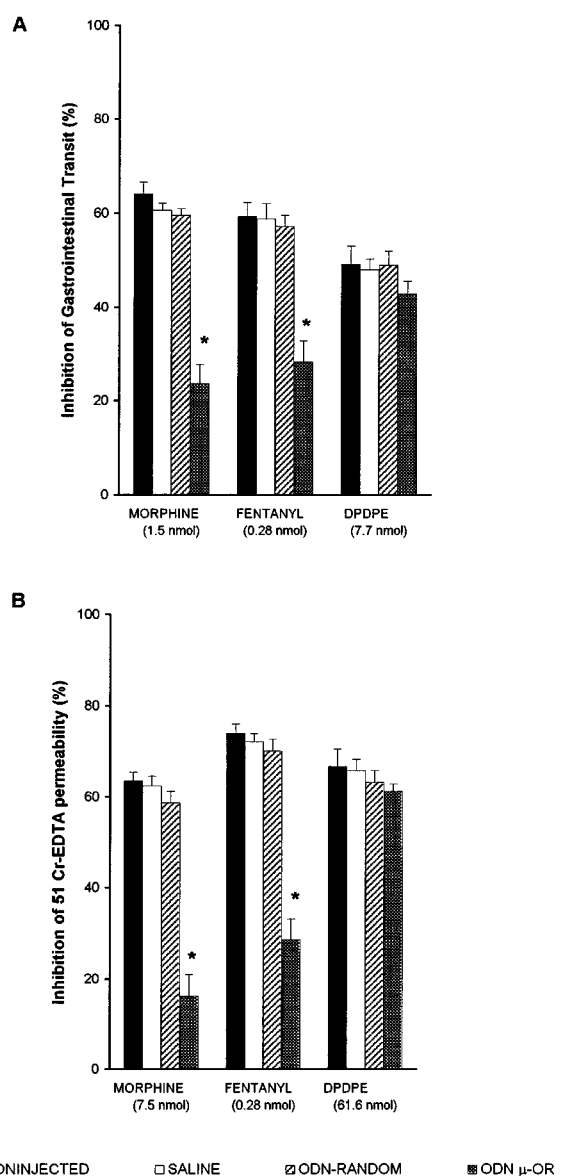 A
Inhibition of Gastrointestinal Transit (%)
100
80
60
40
20
0
*
*
MORPHINE FENTANYL DPDPE
(1.5 nmol) (0.28 nmol) (7.7 nmol)
B
Inhibition of 51 Cr-EDTA permeability (%)
100
80
60
40
20
0
*
*
MORPHINE FENTANYL DPDPE
(7.5 nmol) (0.28 nmol) (61.6 nmol)
ONINJECTED SALINE ODN-RANDOM ODN μ-OR